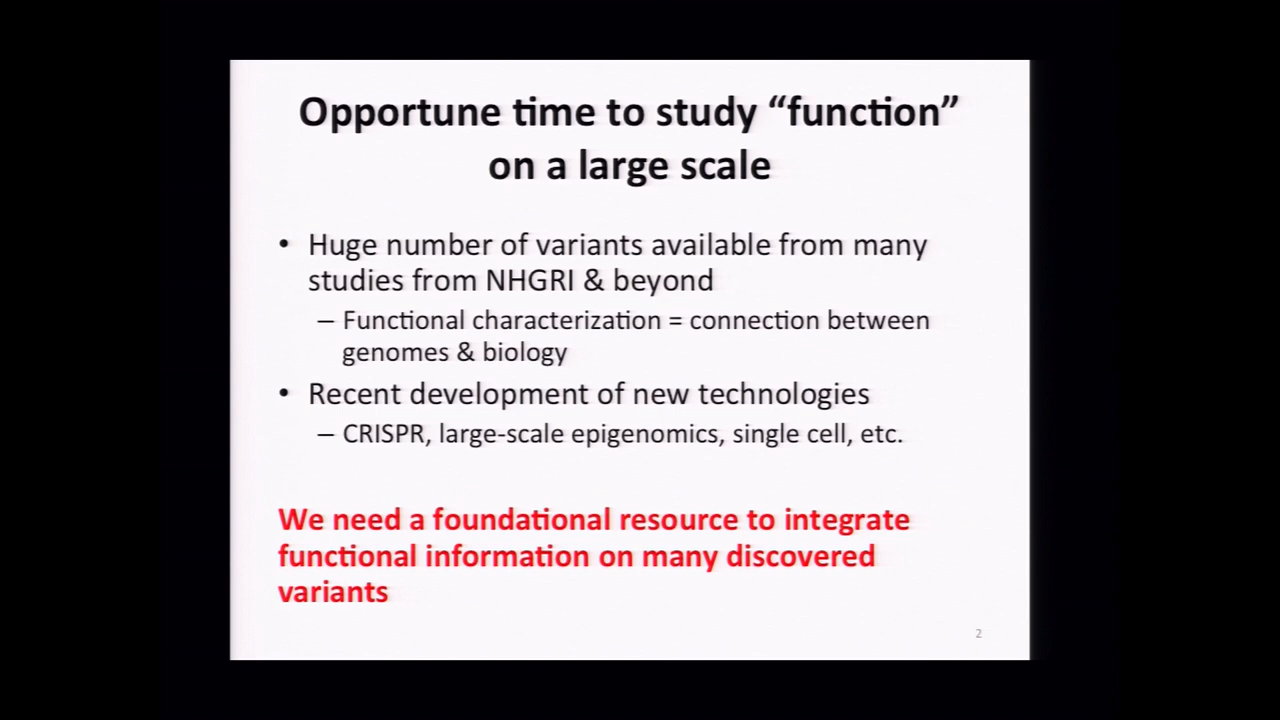 Opportune time to study “function”
on a large scale
• Huge number of variants available from many
studies from NHGRI & beyond
– Functional characterization = connection between
genomes & biology
• Recent development of new technologies
– CRISPR, large-scale epigenomics, single cell, etc.
We need a foundational resource to integrate
functional information on many discovered
variants
2